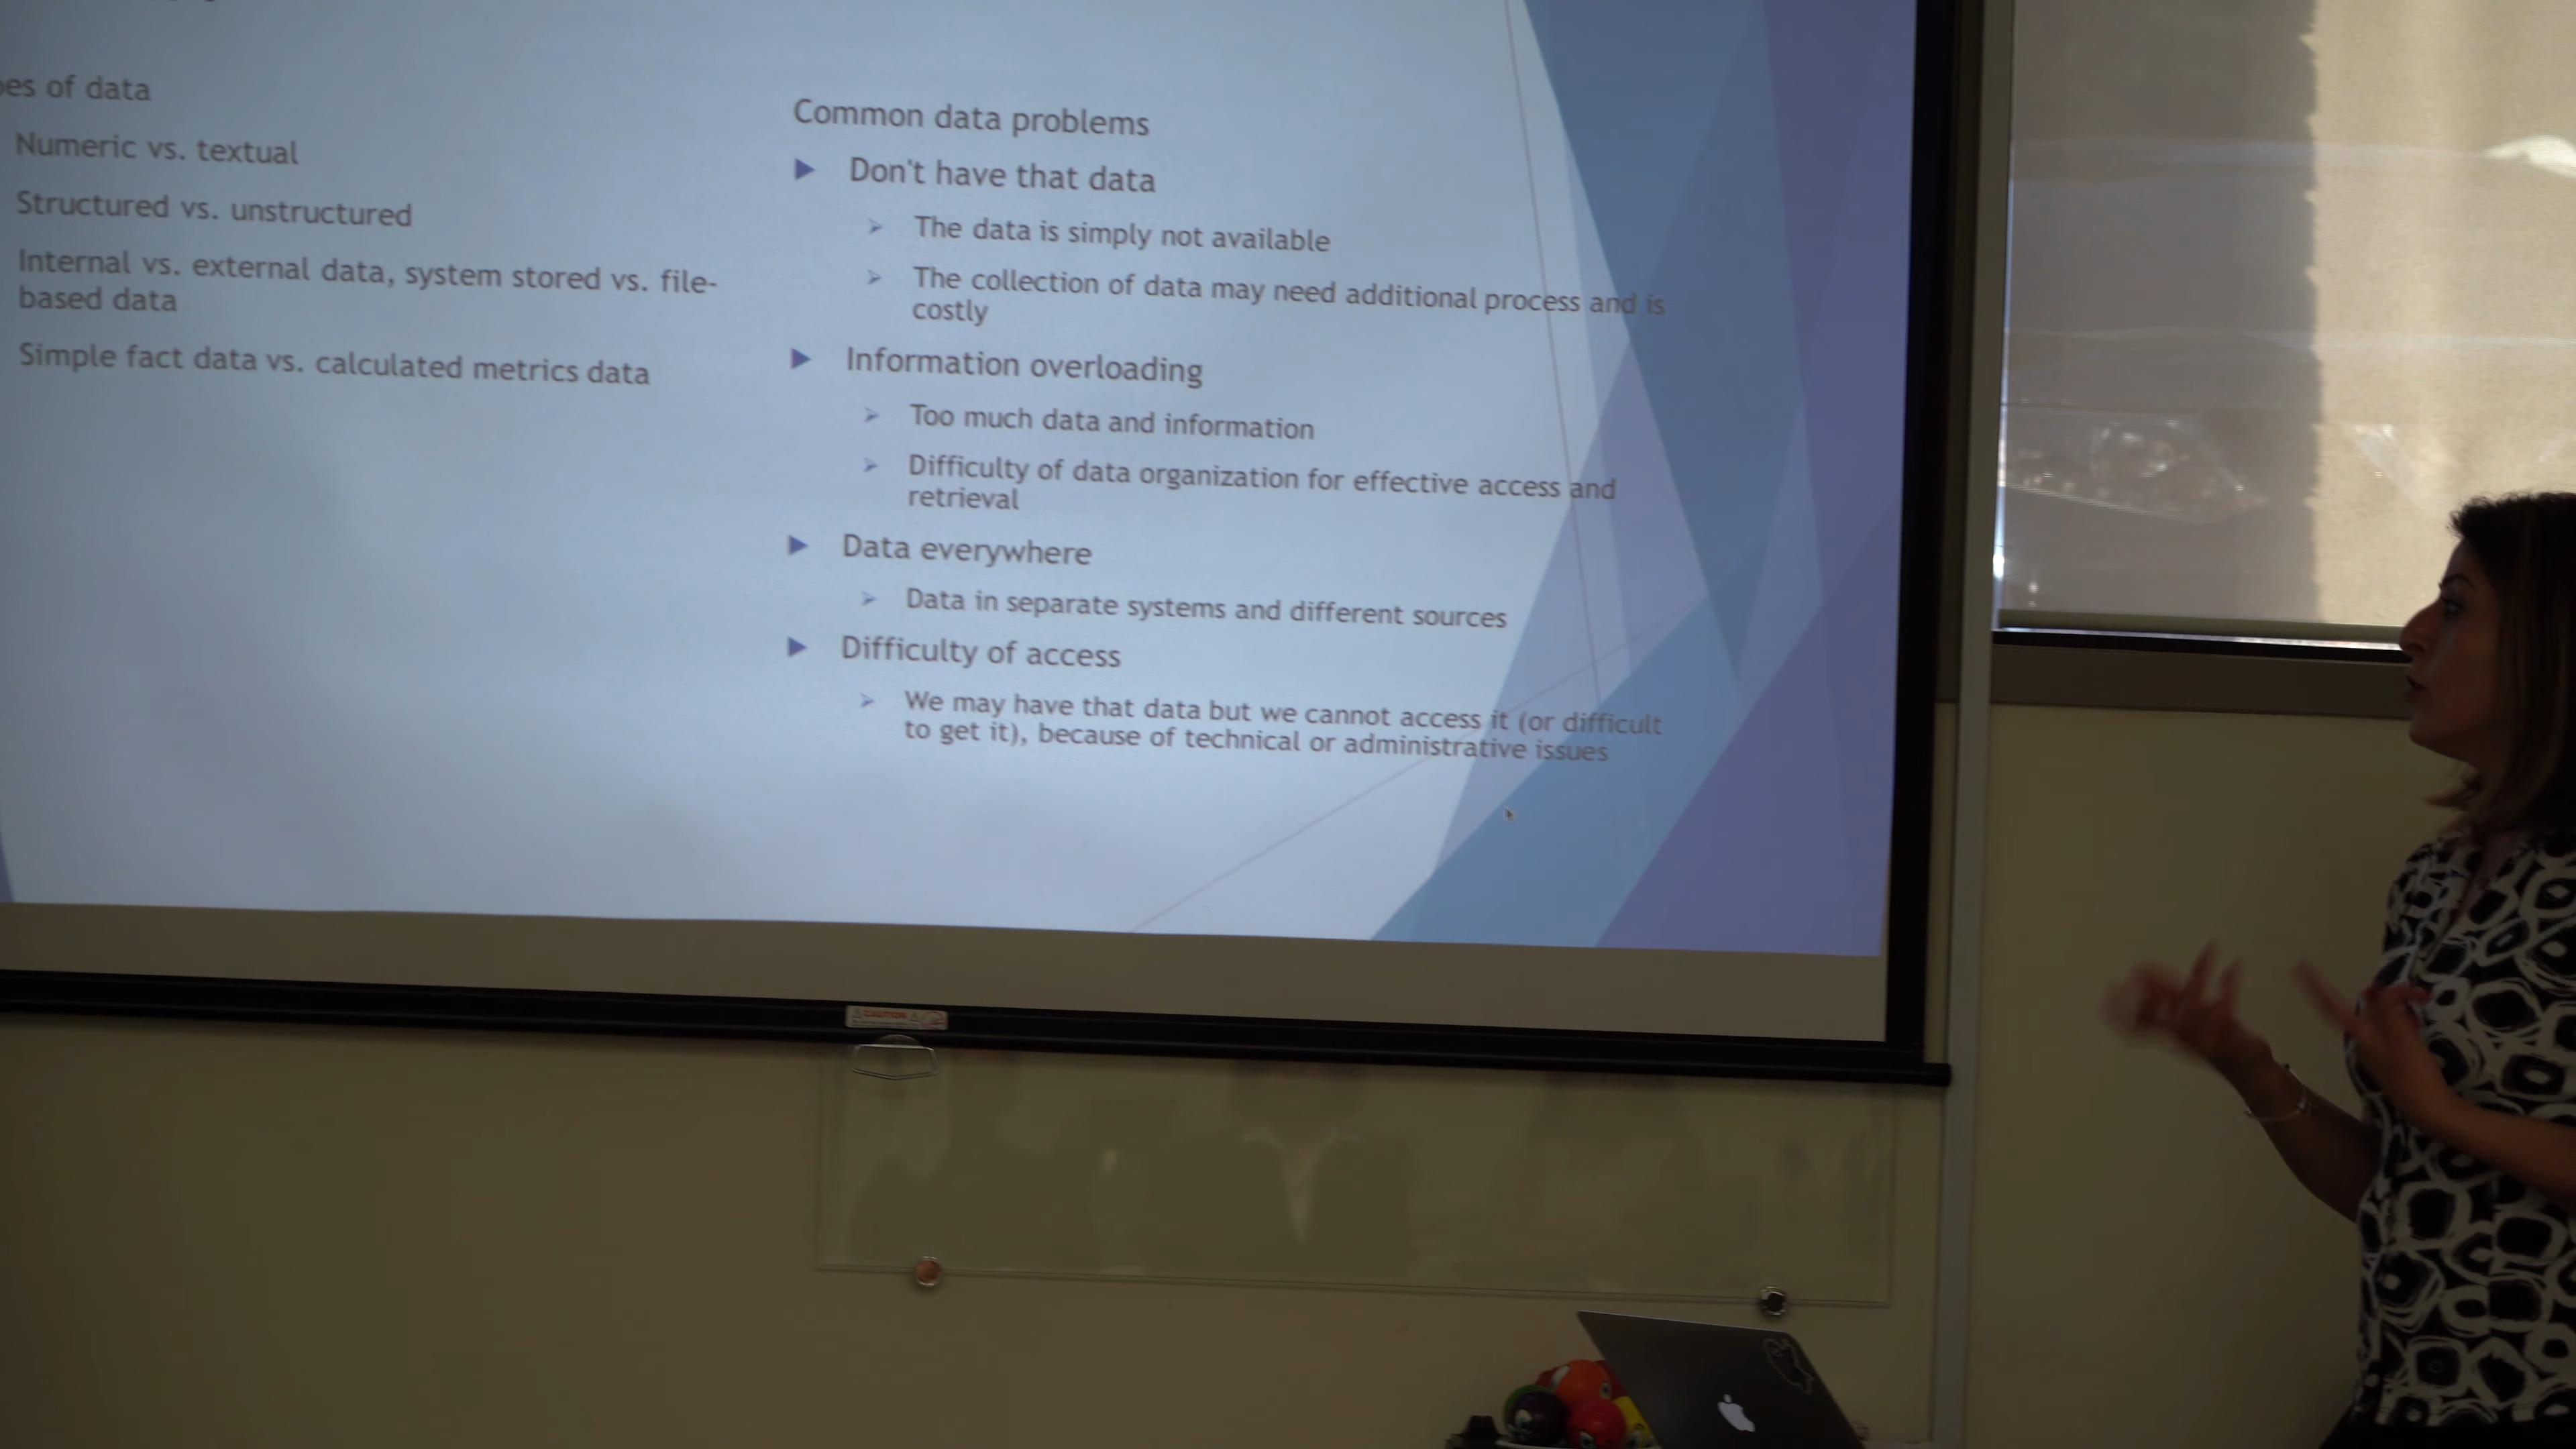 es of data
Numeric vs. textual
Structured vs. unstructured
Internal vs. external data, system stored vs. file-
based data
Simple fact data vs. calculated metrics data
Common data problems
Don't have that data
The data is simply not available
The collection of data may need additional process and is
costly
Information overloading
Too much data and information
Difficulty of data organization for effective access and
retrieval
Data everywhere
Data in separate systems and different sources
Difficulty of access
We may have that data but we cannot access it (or difficult
to get it), because of technical or administrative issues
CAUTION